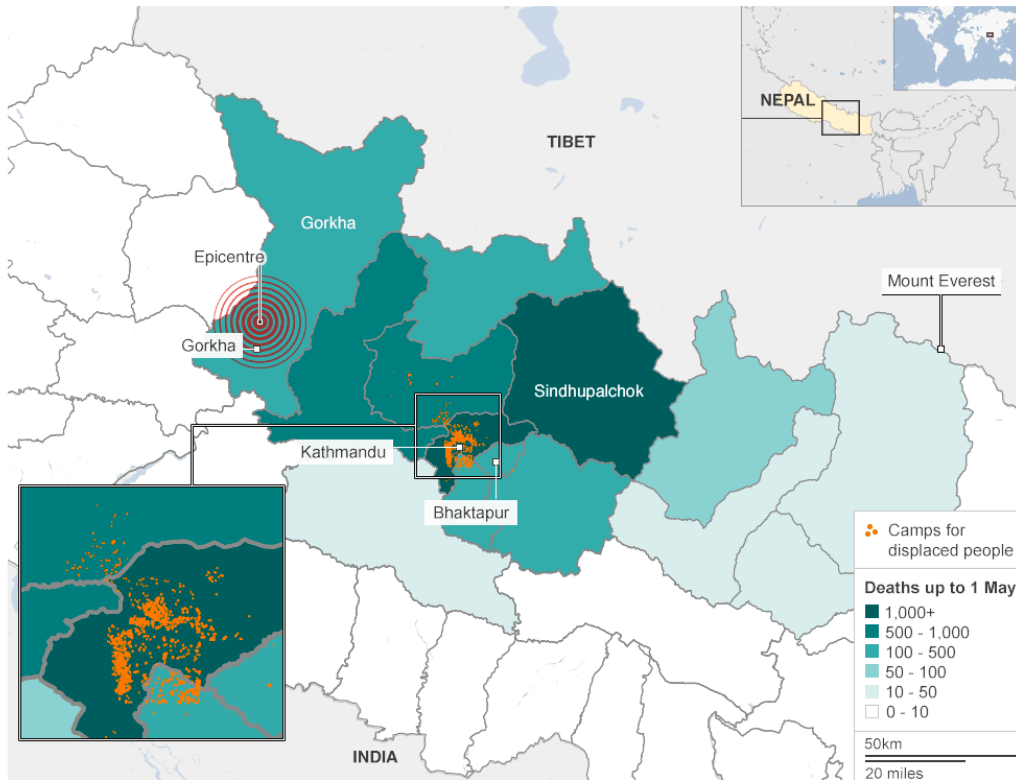 NEPAL
TIBET
Gorkha
Epicentre
Mount Everest
Gorkha
Sindhupalchok
Kathmandu
Bhaktapur
Camps for
displaced people
Deaths up to 1 May
1,000+
500 - 1,000
100 - 500
50 - 100
10 - 50
0 - 10
50km
20 miles
INDIA